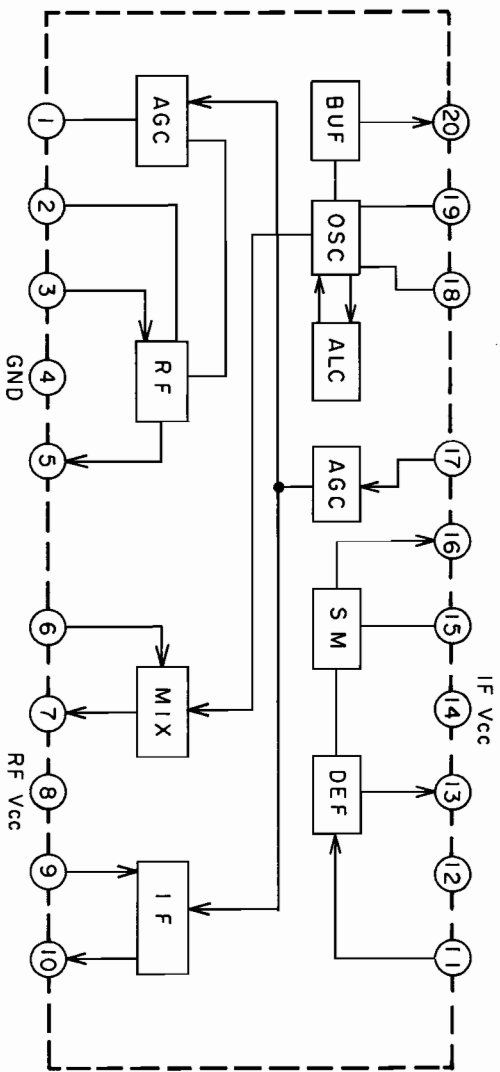 IF Vcc
20 19 18 17 16 15 14 13 12 11
BUF OSC ALC AGC SM DEF
AGC RF MIX IF
1 2 3 4 5 6 7 8 9 10
GND RF Vcc